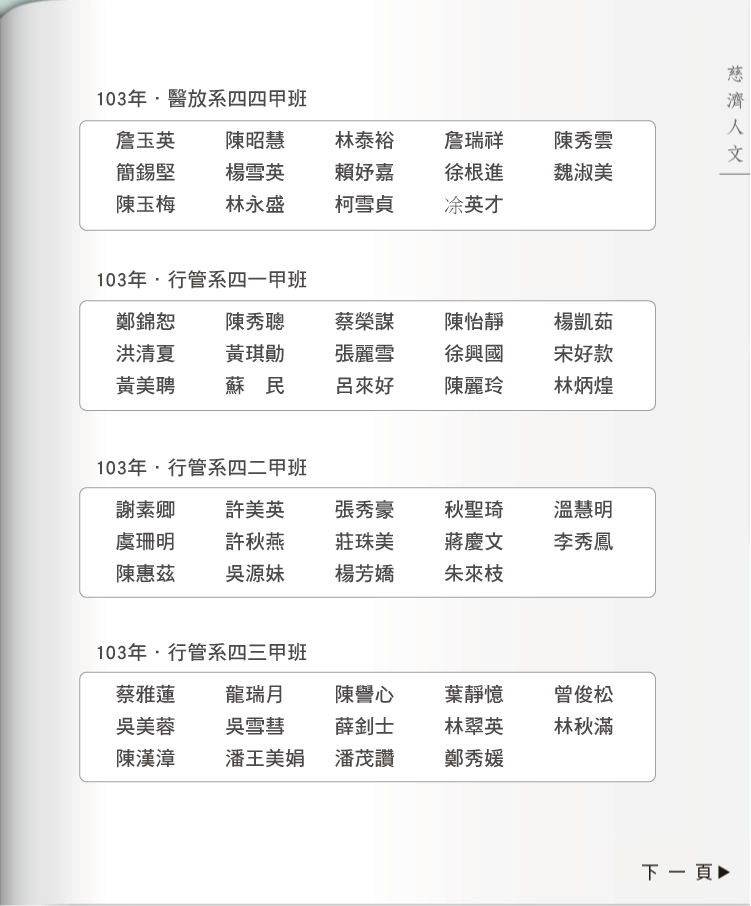 慈濟人文
103年．醫放系四四甲班
詹玉英 陳昭慧 林泰裕 詹瑞祥 陳秀雲
簡錫堅 楊雪英 賴妤嘉 徐根進 魏淑美
陳玉梅 林永盛 柯雪貞 凃英才
103年．行管系四一甲班
鄭錦恕 陳秀聰 蔡榮謀 陳怡靜 楊凱茹
洪清夏 黃琪勛 張麗雪 徐興國 宋好款
黃美聘 蘇　民 呂來好 陳麗玲 林炳煌
103年．行管系四二甲班
謝素卿 許美英 張秀豪 秋聖琦 溫慧明
虞珊明 許秋燕 莊珠美 蔣慶文 李秀鳳
陳惠茲 吳源妹 楊芳嬌 朱來枝
103年．行管系四三甲班
蔡雅蓮 龍瑞月 陳譽心 葉靜憶 曾俊松
吳美蓉 吳雪彗 薛釗士 林翠英 林秋滿
陳漢漳 潘王美娟 潘茂讚 鄭秀媛
下一頁▶